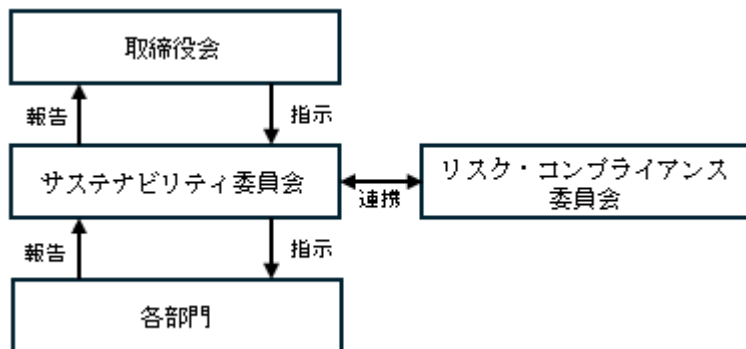 取締役会
報告
指示
サステナビリティ委員会
連携
リスク・コンプライアンス
委員会
報告
指示
各部門